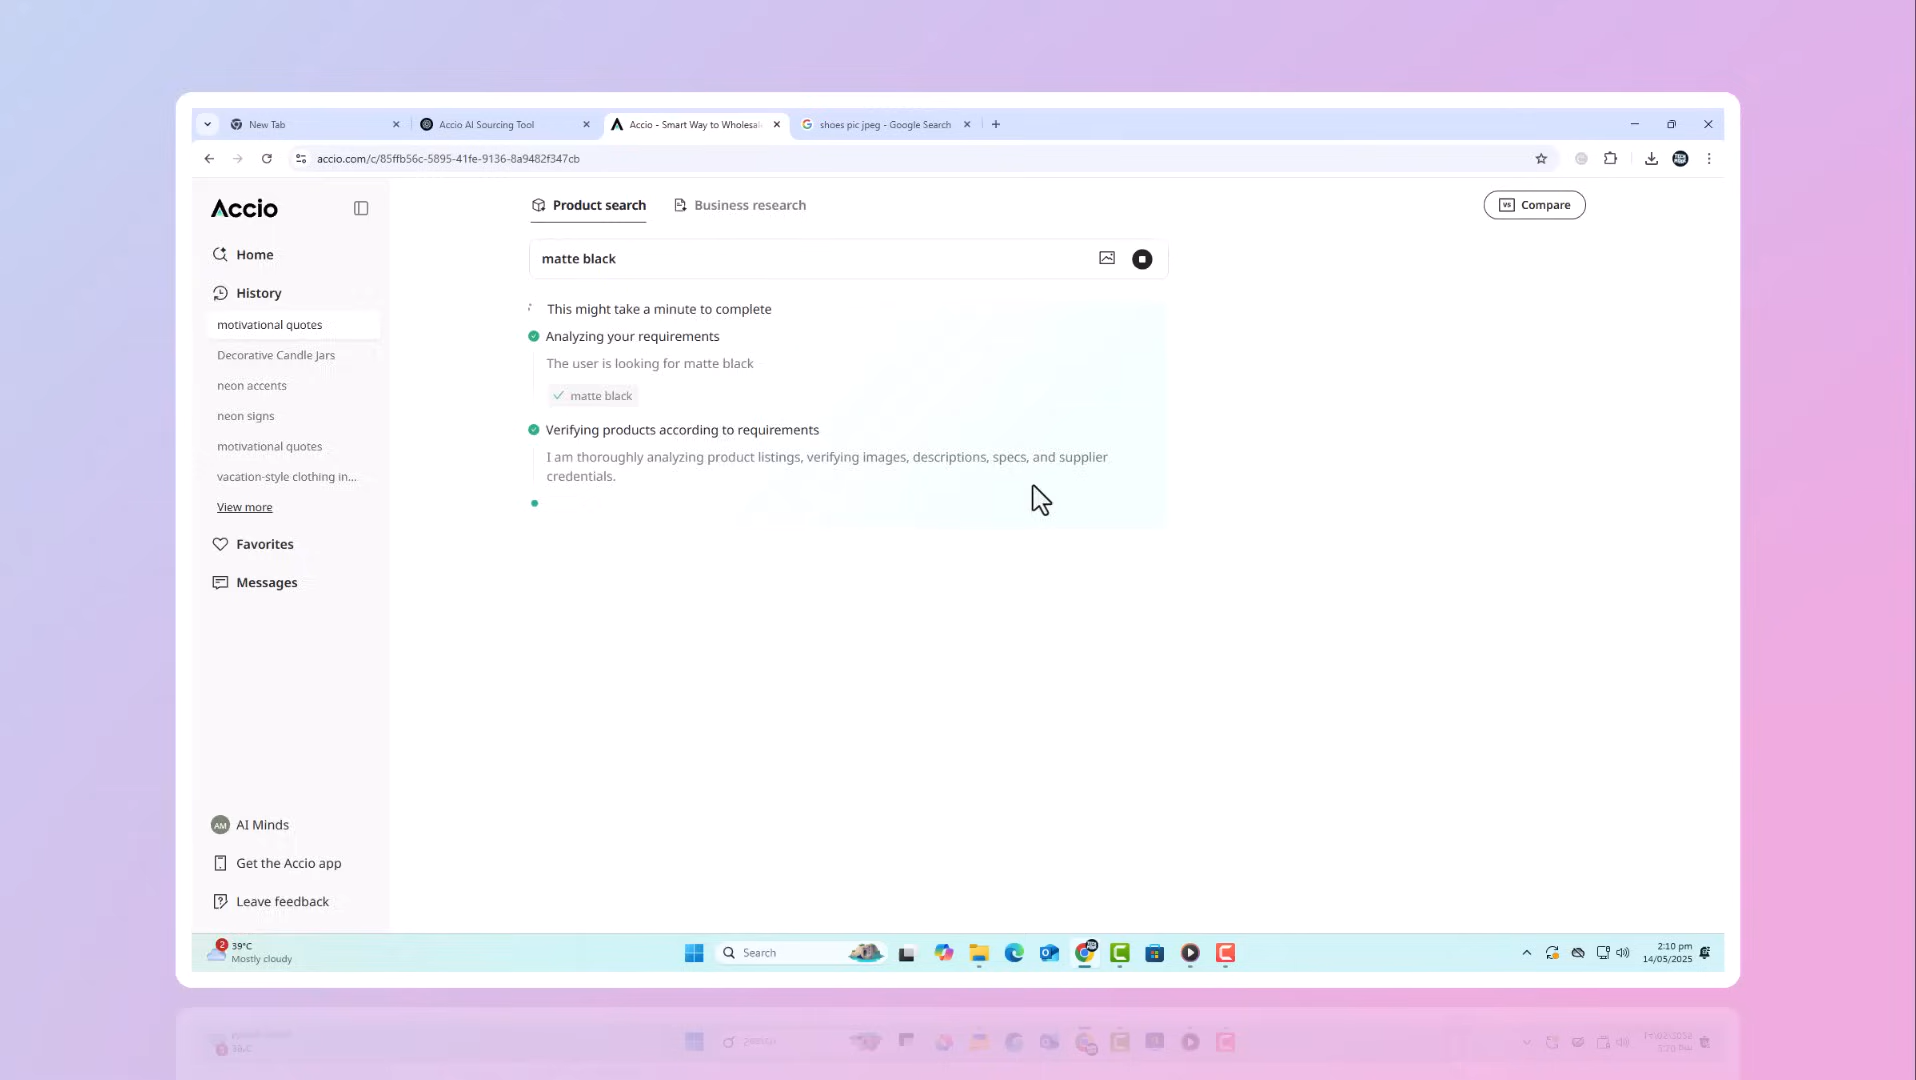 New Tab
Accio AI Sourcing Tool
Accio - Smart Way to Wholesal
shoes pic jpeg - Google Search
accio.com/c/85ffb56c-5895-41fe-9136-8a9482f347cb
Accio
Home
History
motivational quotes
Decorative Candle Jars
neon accents
neon signs
motivational quotes
vacation-style clothing in...
View more
Favorites
Messages
AI Minds
AM
Get the Accio app
Leave feedback
Product search
Business research
vs Compare
matte black
This might take a minute to complete
Analyzing your requirements
The user is looking for matte black
matte black
Verifying products according to requirements
I am thoroughly analyzing product listings, verifying images, descriptions, specs, and supplier
credentials.
2
39°C
Mostly cloudy
Search
2:10 pm
14/05/2025